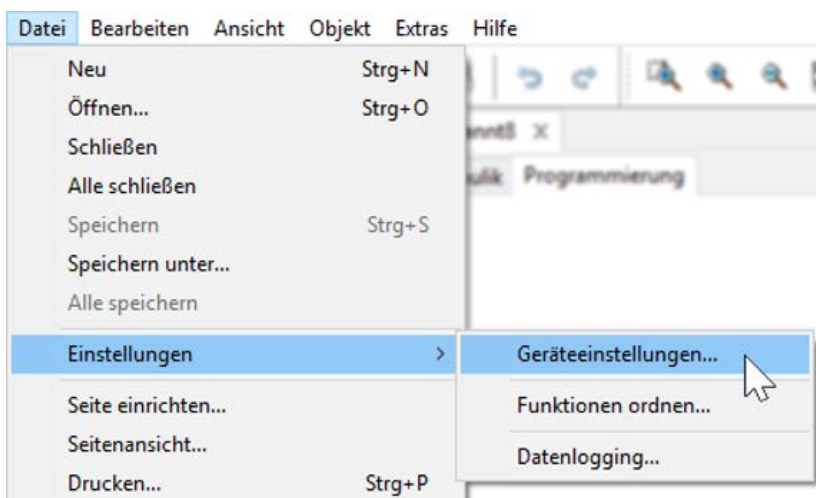 Datei Bearbeiten Ansicht Objekt Extras Hilfe
Neu Strg+N
Öffnen... Strg+O
Schließen
Alle schließen
Speichern Strg+S
Speichern unter...
Alle speichern
Einstellungen >
Seite einrichten...
Seitenansicht...
Drucken... Strg+P
Geräteeinstellungen...
Funktionen ordnen...
Datenlogging...
Programmierung